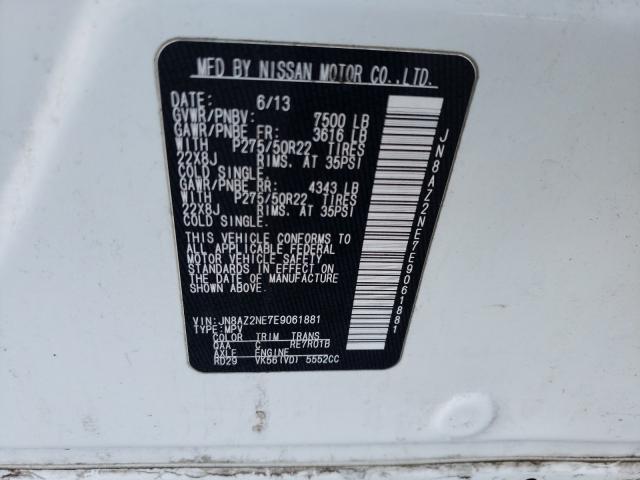 MFD BY NISSAN MOTOR CO.,LTD.
DATE: 6/13
GVWR/PNBV: 7500 LB
GAWR/PNBE FR: 3616 LB
WITH P275/50R22 TIRES
22X8J RIMS. AT 35PSI
COLD SINGLE.
GAWR/PNBE RR: 4343 LB
WITH P275/50R22 TIRES
22X8J RIMS. AT 35PSI
COLD SINGLE.
THIS VEHICLE CONFORMS TO
ALL APPLICABLE FEDERAL
MOTOR VEHICLE SAFETY
STANDARDS IN EFFECT ON
THE DATE OF MANUFACTURE
SHOWN ABOVE.
VIN: JN8AZ2NE7E9061881
TYPE: MPV
COLOR TRIM TRANS
QAA C RE7R01B
AXLE ENGINE
RD29 VK56(VD) 5552CC
JN8AZ2NE7E9061881